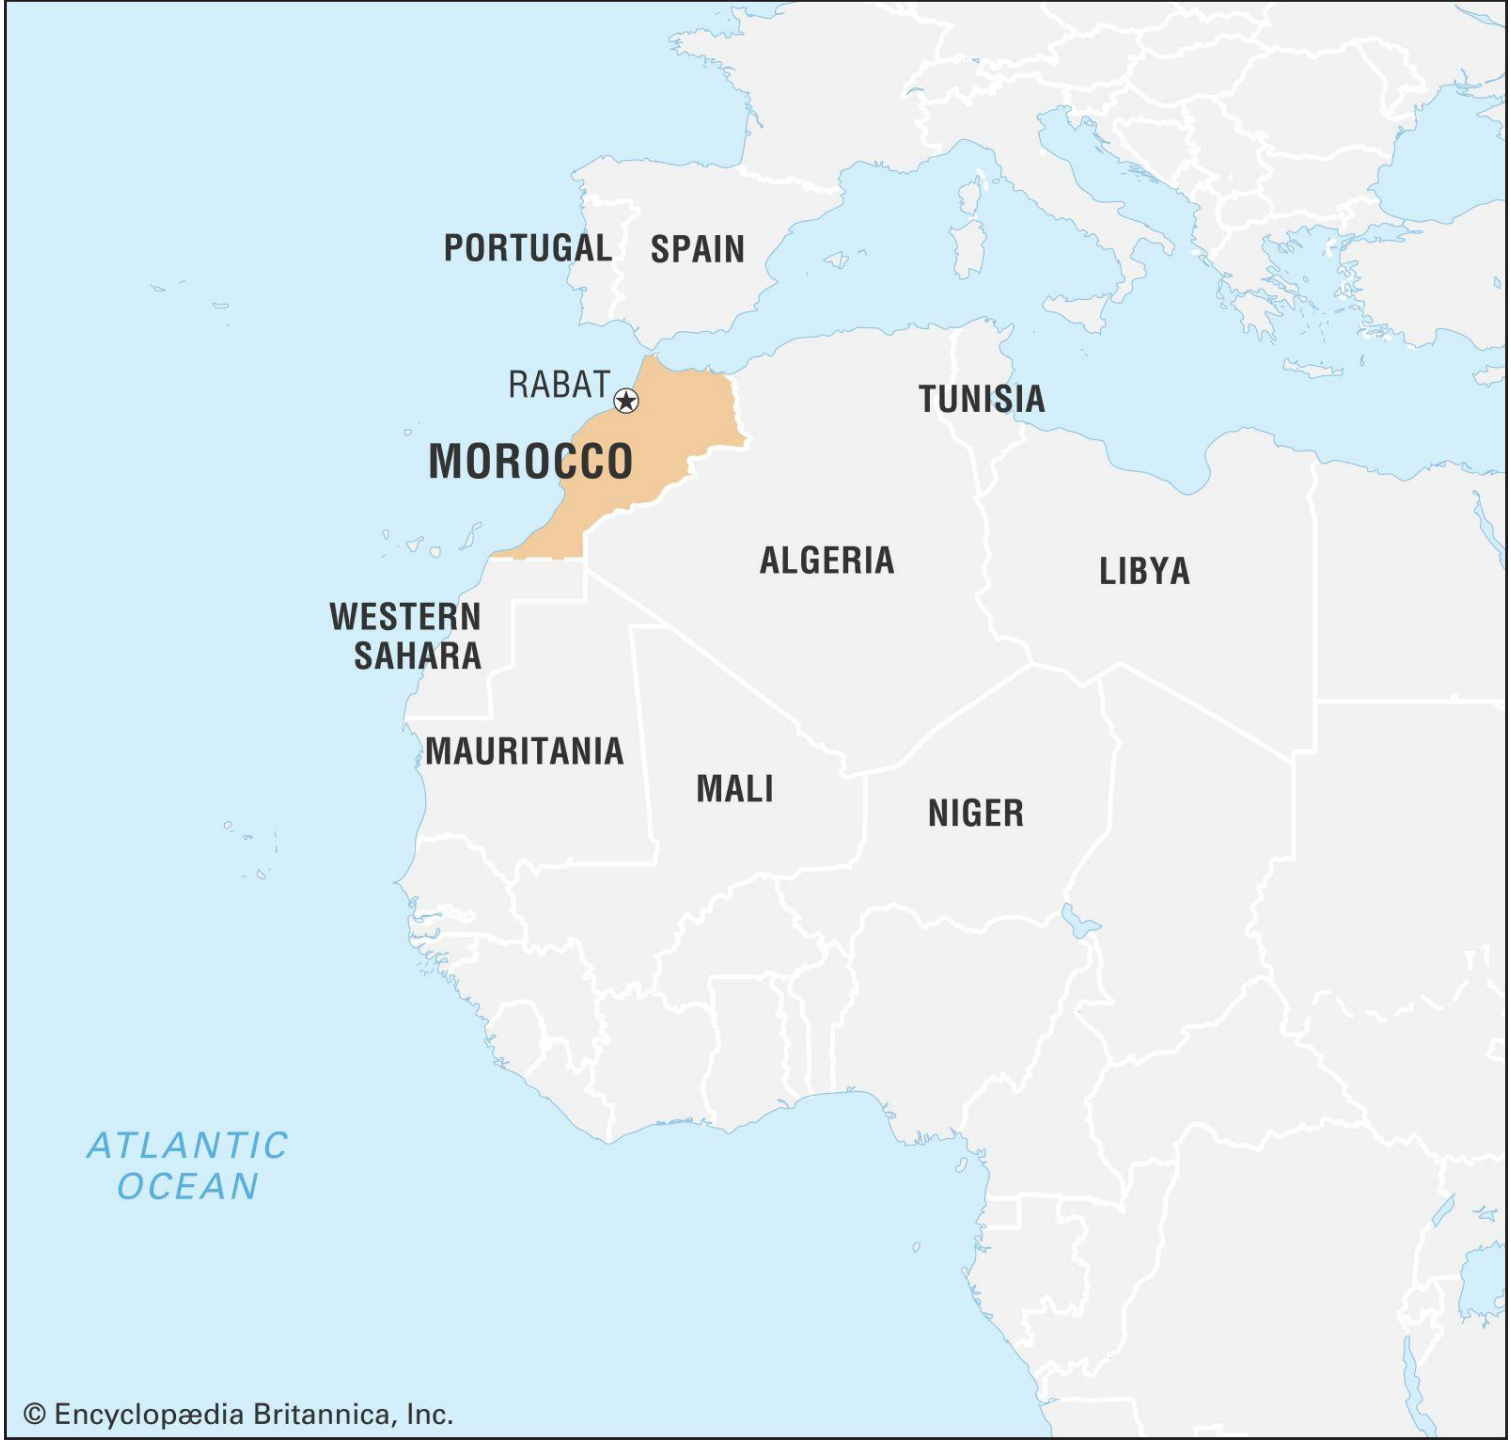 PORTUGAL
SPAIN
RABAT
TUNISIA
MOROCCO
ALGERIA
LIBYA
WESTERN
SAHARA
MAURITANIA
MALI
NIGER
ATLANTIC
OCEAN
© Encyclopædia Britannica, Inc.